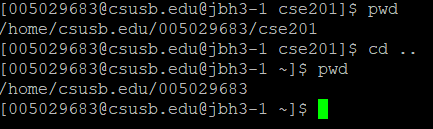 [005029683@csusb.edu@jbh3-1 cse201]$ pwd
/home/csusb.edu/005029683/cse201
[005029683@csusb.edu@jbh3-1 cse201]$ cd ..
[005029683@csusb.edu@jbh3-1 ~]$ pwd
/home/csusb.edu/005029683
[005029683@csusb.edu@jbh3-1 ~]$